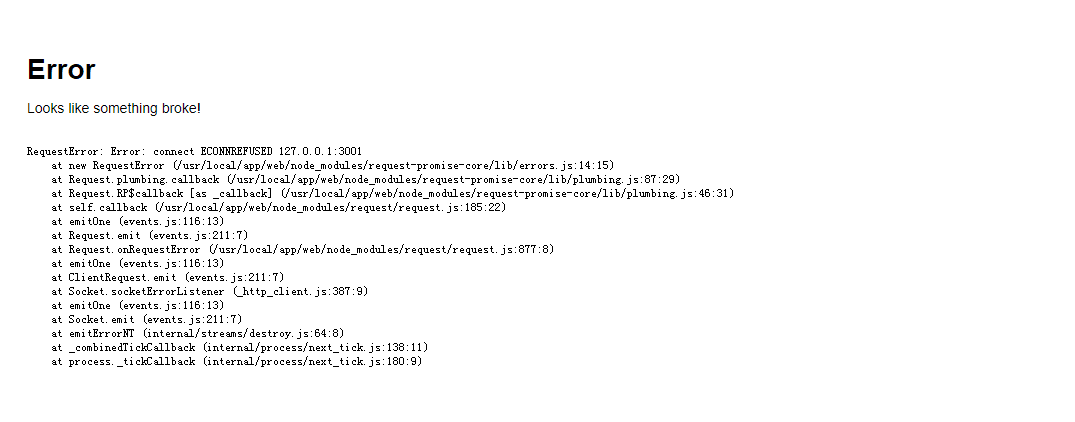 Error
Looks like something broke!
RequestError: Error: connect ECONNREFUSED 127.0.0.1:3001
at new RequestError (/usr/local/app/web/node_modules/request-promise-core/lib/errors.js:14:15)
at Request.plumbing.callback (/usr/local/app/web/node_modules/request-promise-core/lib/plumbing.js:87:29)
at Request.RP$callback [as _callback] (/usr/local/app/web/node_modules/request-promise-core/lib/plumbing.js:46:31)
at self.callback (/usr/local/app/web/node_modules/request/request.js:185:22)
at emitOne (events.js:116:13)
at Request.emit (events.js:211:7)
at Request.onRequestError (/usr/local/app/web/node_modules/request/request.js:877:8)
at emitOne (events.js:116:13)
at ClientRequest.emit (events.js:211:7)
at Socket.socketErrorListener (_http_client.js:387:9)
at emitOne (events.js:116:13)
at Socket.emit (events.js:211:7)
at emitErrorNT (internal/streams/destroy.js:64:8)
at _combinedTickCallback (internal/process/next_tick.js:138:11)
at process._tickCallback (internal/process/next_tick.js:180:9)